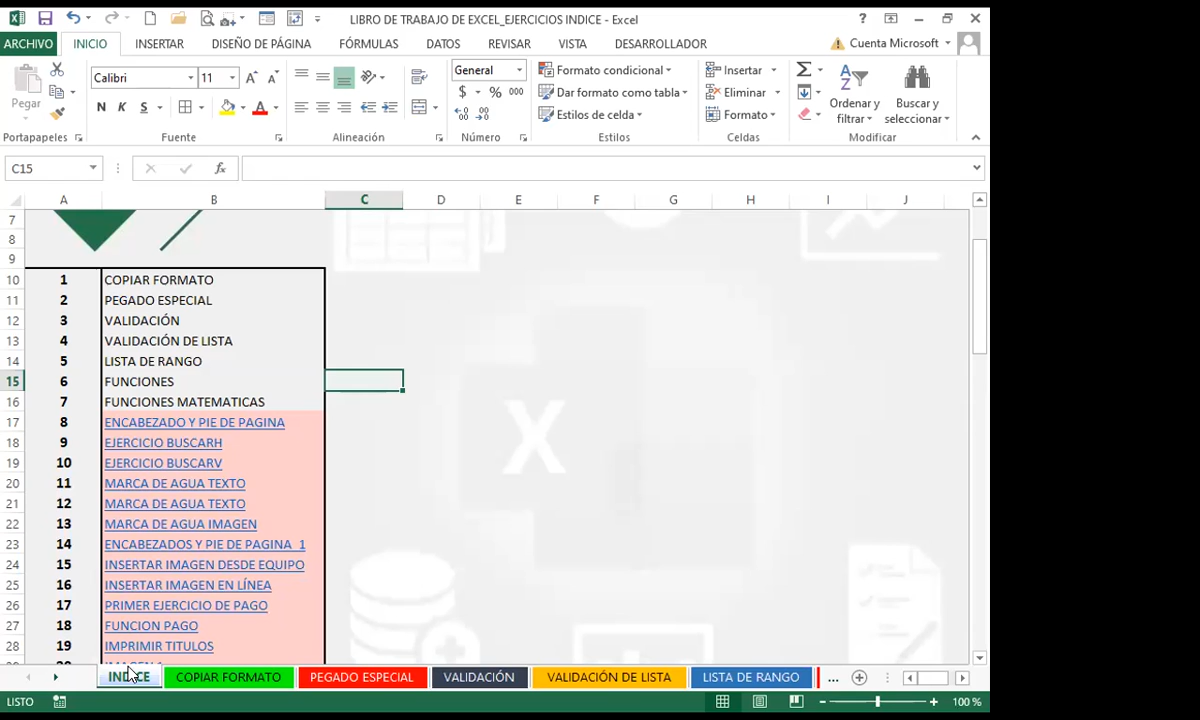 LIBRO DE TRABAJO DE EXCEL_EJERCICIOS INDICE - Excel
?
ARCHIVO INICIO INSERTAR DISEÑO DE PÁGINA FÓRMULAS DATOS REVISAR VISTA DESARROLLADOR Cuenta Microsoft
Pegar
Calibri 11
N K S
General
$ % 000
Formato condicional
Dar formato como tabla
Estilos de celda
Insertar
Eliminar
Formato
Ordenar y filtrar
Buscar y seleccionar
Portapapeles Fuente Alineación Número Estilos Celdas Modificar
C15 fx
A B C D E F G H I J
7
8
9
10 1 COPIAR FORMATO
11 2 PEGADO ESPECIAL
12 3 VALIDACIÓN
13 4 VALIDACIÓN DE LISTA
14 5 LISTA DE RANGO
15 6 FUNCIONES
16 7 FUNCIONES MATEMATICAS
17 8 ENCABEZADO Y PIE DE PAGINA
18 9 EJERCICIO BUSCARH
19 10 EJERCICIO BUSCARV
20 11 MARCA DE AGUA TEXTO
21 12 MARCA DE AGUA TEXTO
22 13 MARCA DE AGUA IMAGEN
23 14 ENCABEZADOS Y PIE DE PAGINA_1
24 15 INSERTAR IMAGEN DESDE EQUIPO
25 16 INSERTAR IMAGEN EN LÍNEA
26 17 PRIMER EJERCICIO DE PAGO
27 18 FUNCION PAGO
28 19 IMPRIMIR TITULOS
INDICE COPIAR FORMATO PEGADO ESPECIAL VALIDACIÓN VALIDACIÓN DE LISTA LISTA DE RANGO ...
LISTO 100 %